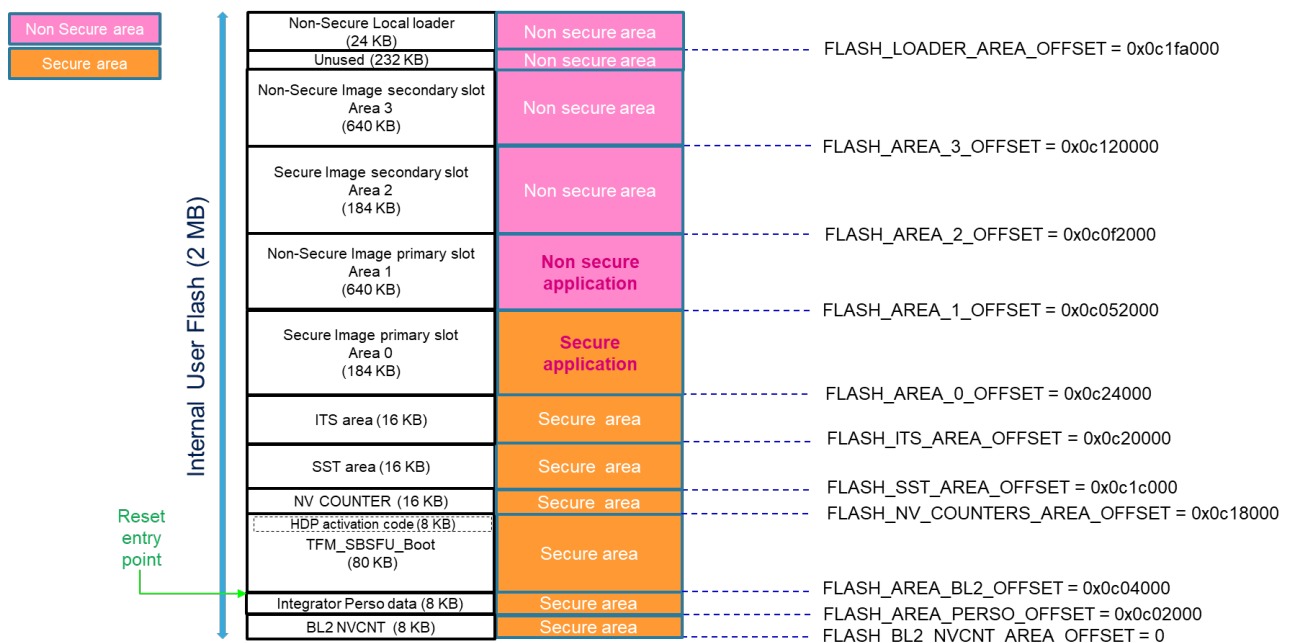 Non Secure area
Secure area
Internal User Flash (2 MB)
Reset
entry
point
Non-Secure Local loader
(24 KB)
Non secure area
FLASH_LOADER_AREA_OFFSET = 0x0c1fa000
Unused (232 KB)
Non secure area
Non-Secure Image secondary slot
Area 3
(640 KB)
Non secure area
FLASH_AREA_3_OFFSET = 0x0c120000
Secure Image secondary slot
Area 2
(184 KB)
Non secure area
FLASH_AREA_2_OFFSET = 0x0c0f2000
Non-Secure Image primary slot
Area 1
(640 KB)
Non secure
application
FLASH_AREA_1_OFFSET = 0x0c052000
Secure Image primary slot
Area 0
(184 KB)
Secure
application
FLASH_AREA_0_OFFSET = 0x0c24000
ITS area (16 KB)
Secure area
FLASH_ITS_AREA_OFFSET = 0x0c20000
SST area (16 KB)
Secure area
FLASH_SST_AREA_OFFSET = 0x0c1c000
NV COUNTER (16 KB)
Secure area
FLASH_NV_COUNTERS_AREA_OFFSET = 0x0c18000
HDP activation code (8 KB)
TFM_SBSFU_Boot
(80 KB)
Secure area
FLASH_AREA_BL2_OFFSET = 0x0c04000
Integrator Perso data (8 KB)
Secure area
FLASH_AREA_PERSO_OFFSET = 0x0c02000
BL2 NVCNT (8 KB)
Secure area
FLASH_BL2_NVCNT_AREA_OFFSET = 0